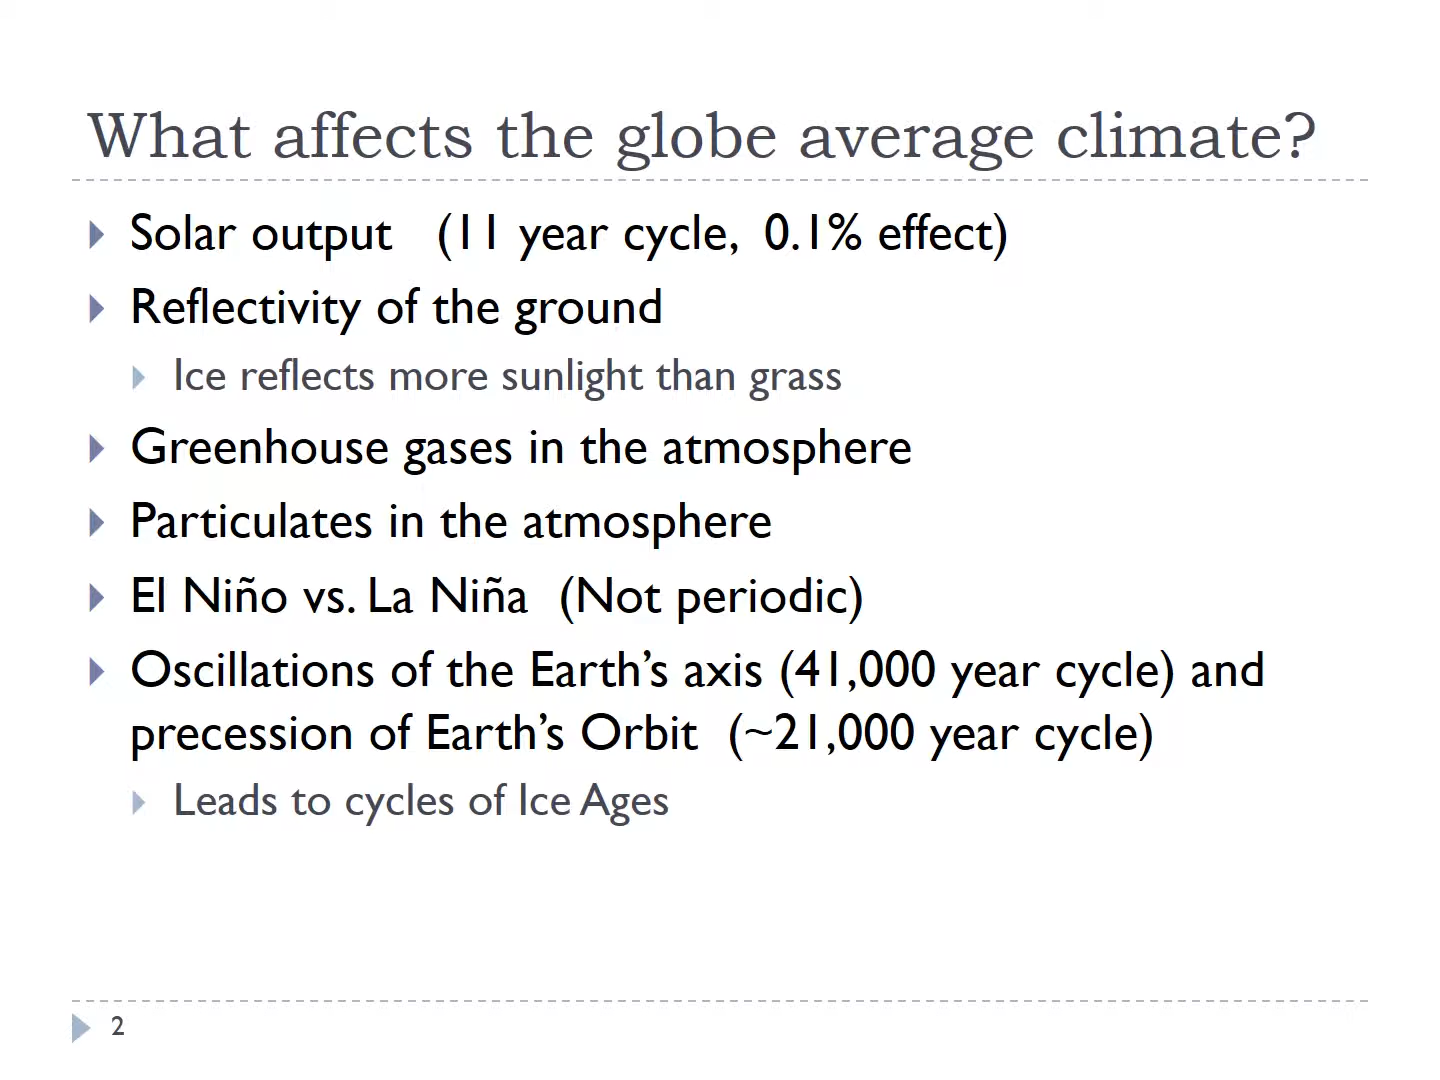 What affects the globe average climate?
Solar output (11 year cycle, 0.1% effect)
Reflectivity of the ground
Ice reflects more sunlight than grass
Greenhouse gases in the atmosphere
Particulates in the atmosphere
El Niño vs. La Niña (Not periodic)
Oscillations of the Earth’s axis (41,000 year cycle) and
precession of Earth’s Orbit (~21,000 year cycle)
Leads to cycles of Ice Ages
2